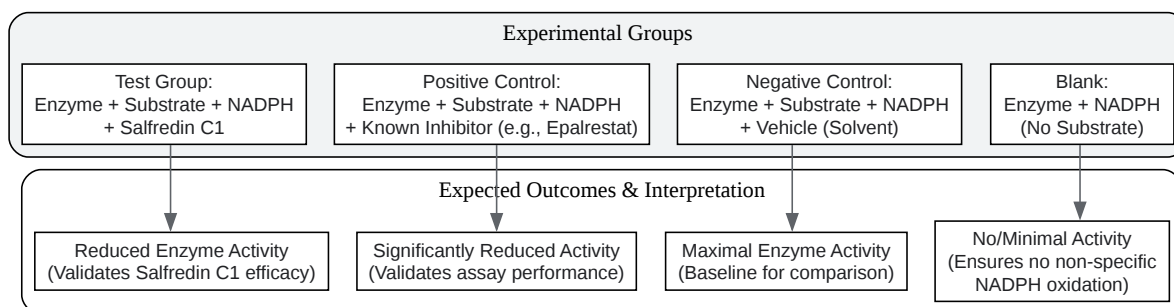 Experimental Groups
Test Group:
Enzyme + Substrate + NADPH
+ Salfredin C1
Positive Control:
Enzyme + Substrate + NADPH
+ Known Inhibitor (e.g., Epalrestat)
Negative Control:
Enzyme + Substrate + NADPH
+ Vehicle (Solvent)
Blank:
Enzyme + NADPH
(No Substrate)
Expected Outcomes & Interpretation
Reduced Enzyme Activity
(Validates Salfredin C1 efficacy)
Significantly Reduced Activity
(Validates assay performance)
Maximal Enzyme Activity
(Baseline for comparison)
No/Minimal Activity
(Ensures no non-specific
NADPH oxidation)